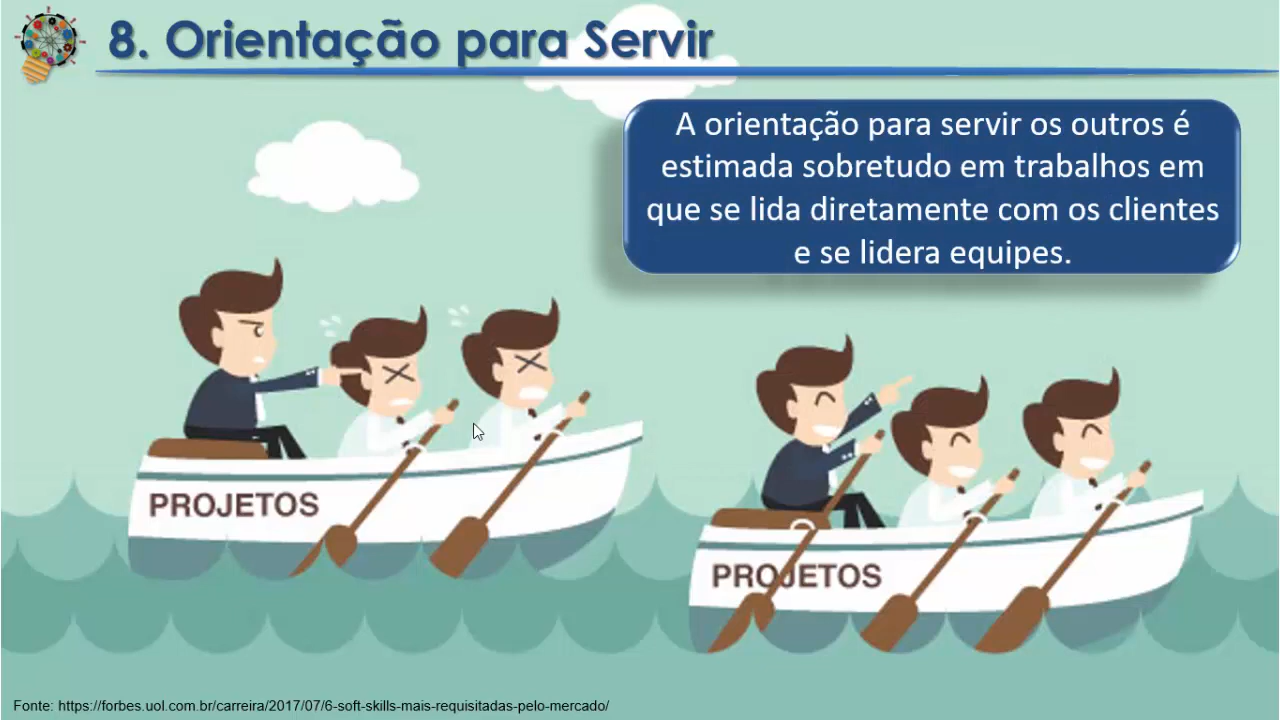 8. Orientação para Servir
A orientação para servir os outros é
estimada sobretudo em trabalhos em
que se lida diretamente com os clientes
e se lidera equipes.
PROJETOS
PROJETOS
Fonte: https://forbes.uol.com.br/carreira/2017/07/6-soft-skills-mais-requisitadas-pelo-mercado/